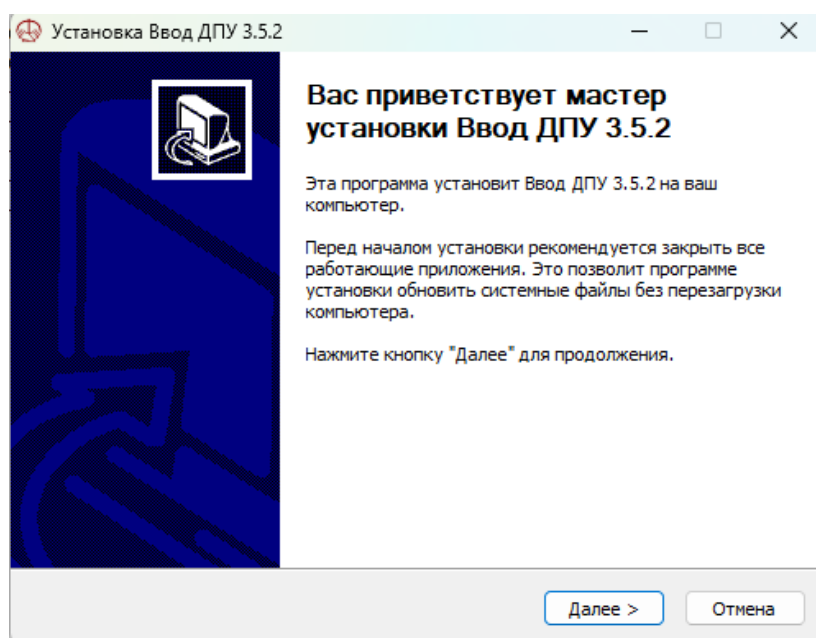 Установка Ввод ДПУ 3.5.2
Вас приветствует мастер
установки Ввод ДПУ 3.5.2
Эта программа установит Ввод ДПУ 3.5.2 на ваш
компьютер.
Перед началом установки рекомендуется закрыть все
работающие приложения. Это позволит программе
установки обновить системные файлы без перезагрузки
компьютера.
Нажмите кнопку "Далее" для продолжения.
Далее >
Отмена